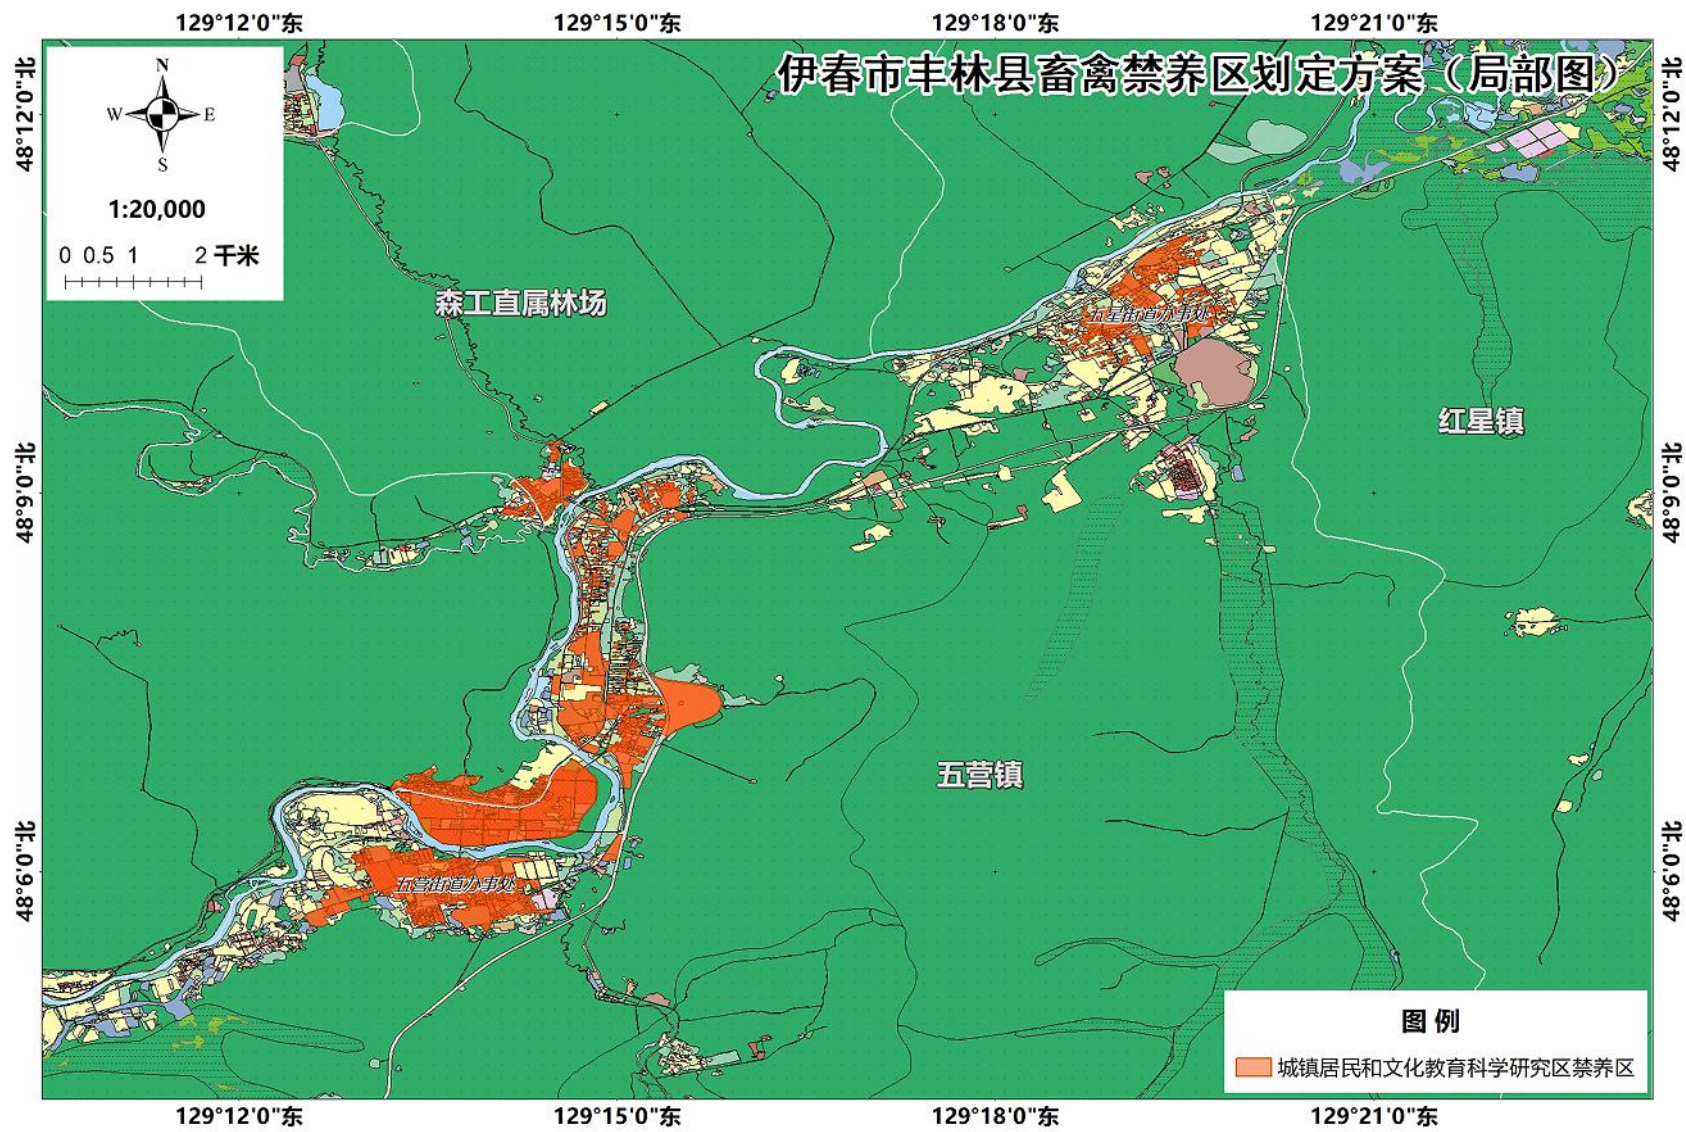 129°12'0"东 129°15'0"东 129°18'0"东 129°21'0"东
伊春市丰林县畜禽禁养区划定方案（局部图）
N
W E
S
1:20,000
0 0.5 1 2 千米
48°12'0"北 48°12'0"北
森工直属林场
五星街道办事处
红星镇
48°9'0"北 48°9'0"北
五营镇
48°6'0"北 48°6'0"北
五营街道办事处
图 例
城镇居民和文化教育科学研究区禁养区
129°12'0"东 129°15'0"东 129°18'0"东 129°21'0"东